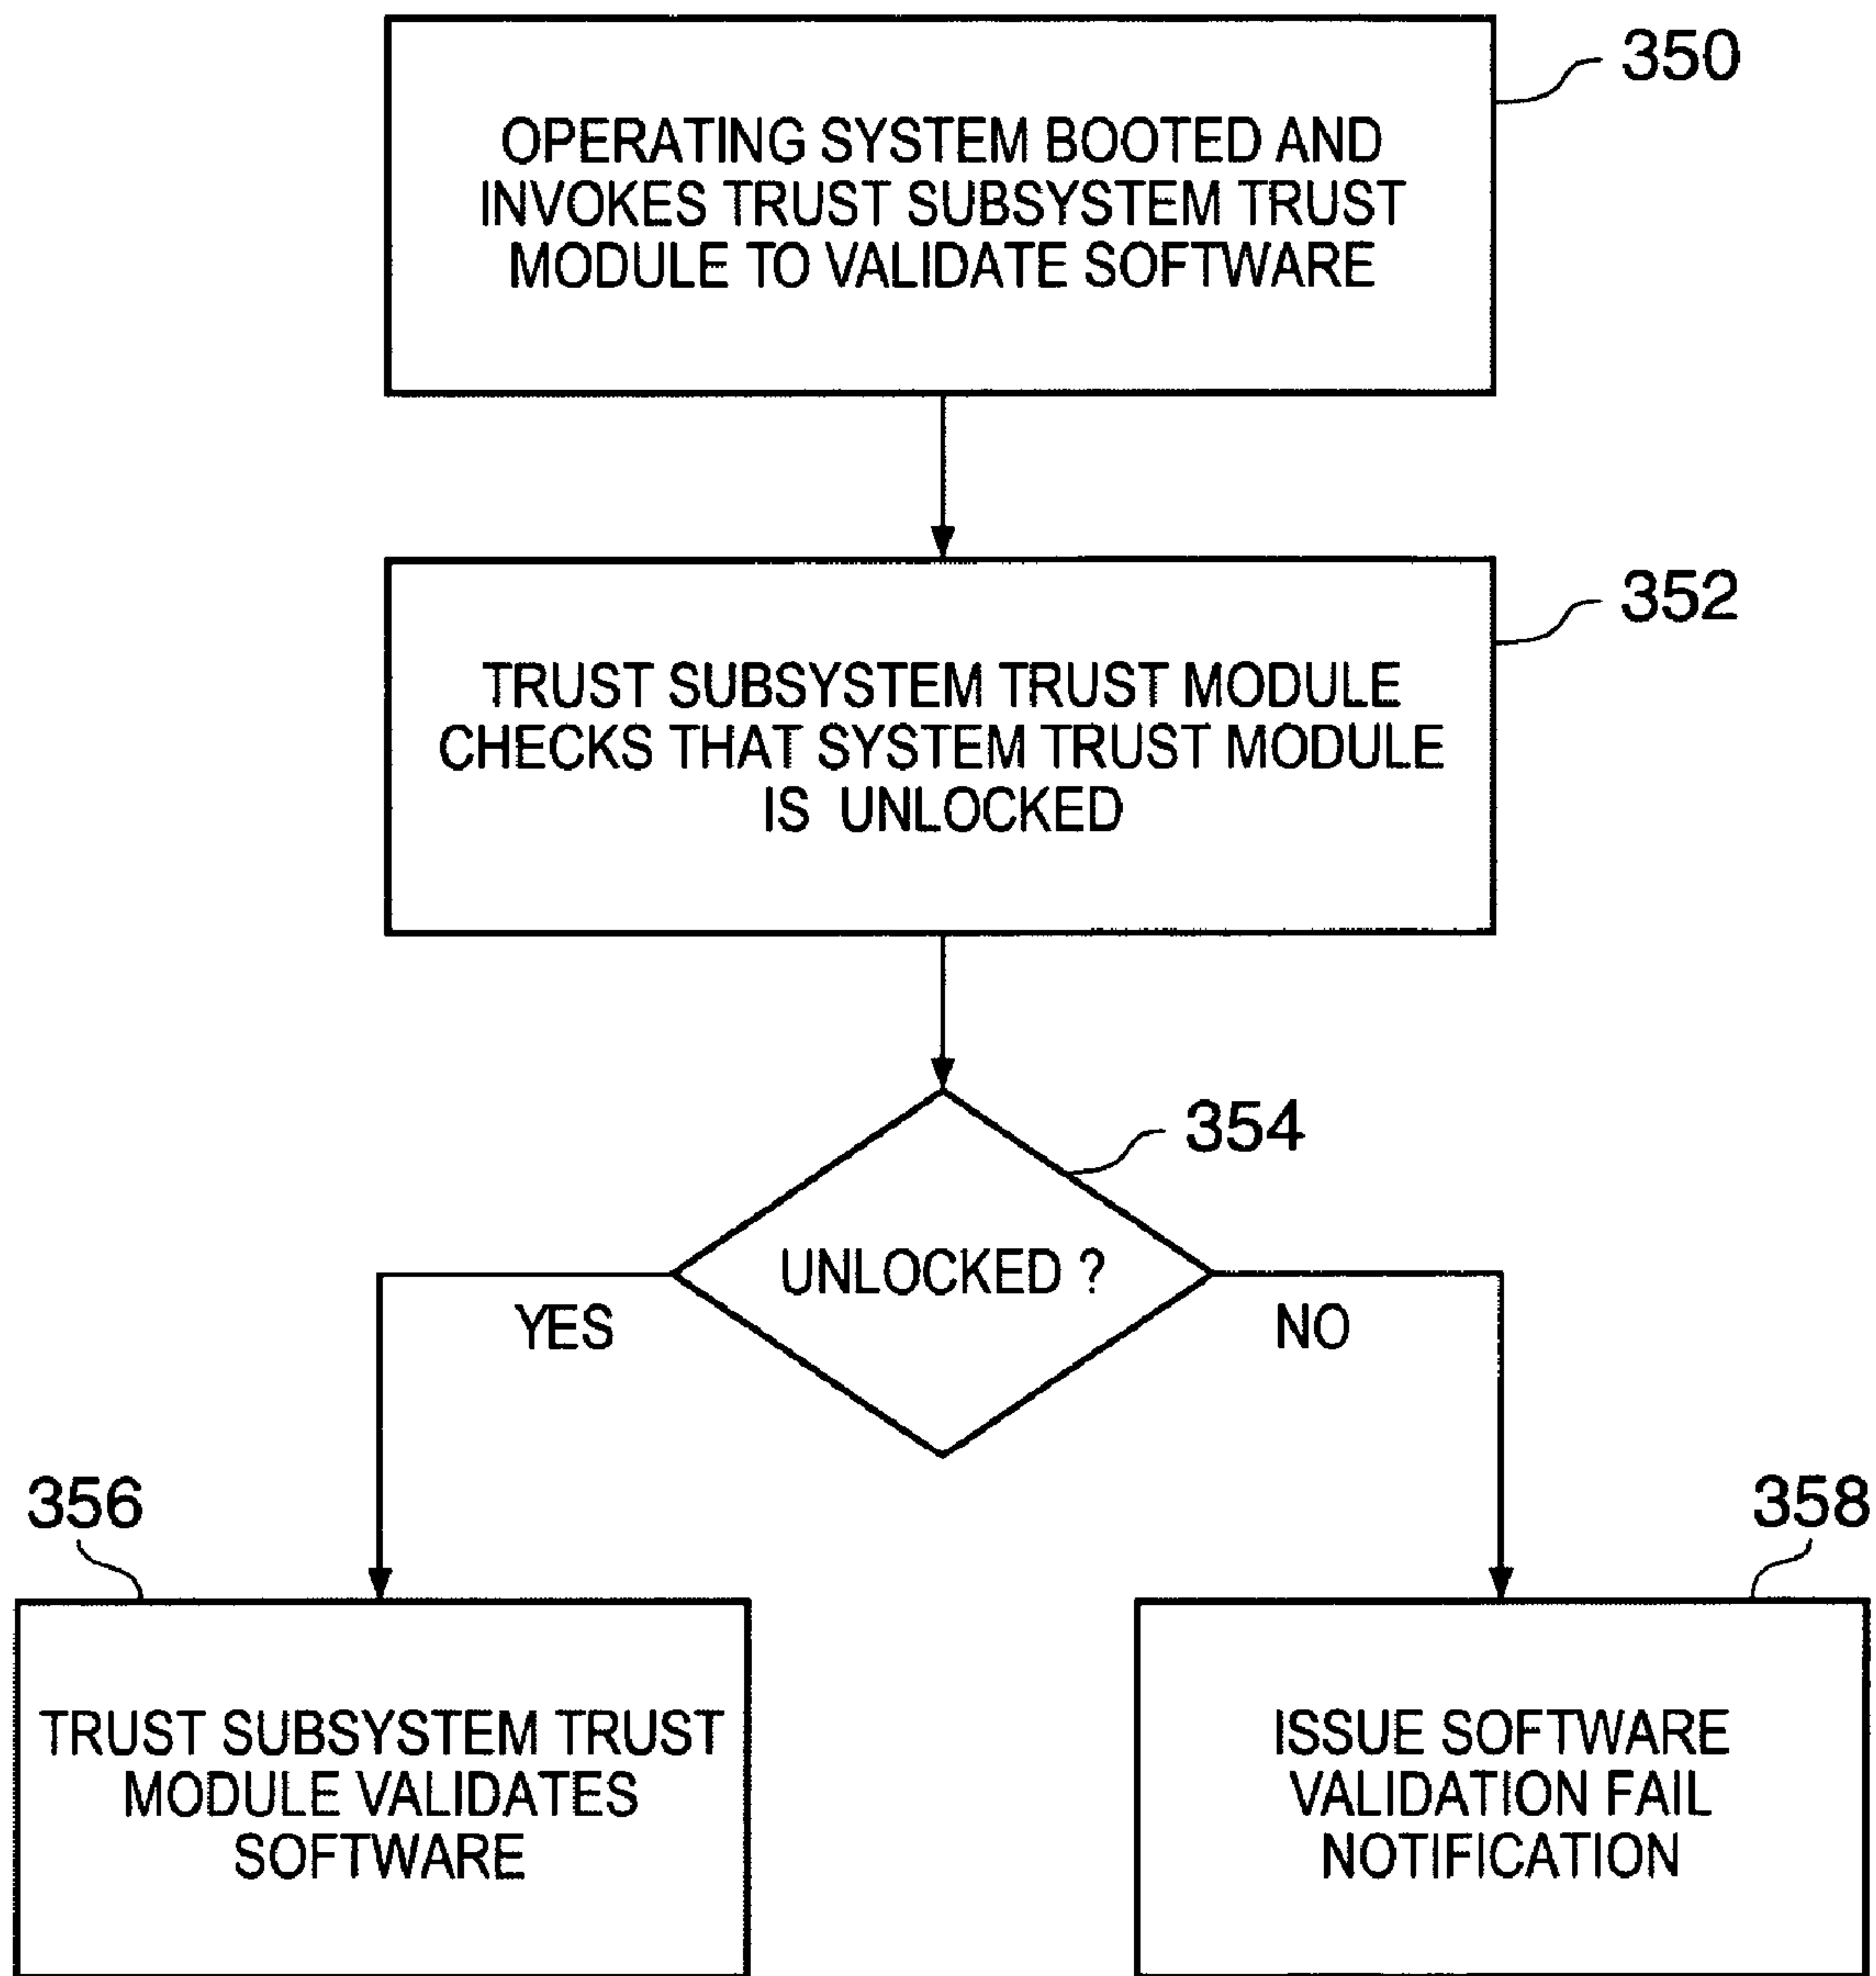 350
OPERATING SYSTEM BOOTED AND
INVOKES TRUST SUBSYSTEM TRUST
MODULE TO VALIDATE SOFTWARE
352
TRUST SUBSYSTEM TRUST MODULE
CHECKS THAT SYSTEM TRUST MODULE
IS UNLOCKED
354
UNLOCKED ?
YES
NO
356
358
TRUST SUBSYSTEM TRUST
MODULE VALIDATES
SOFTWARE
ISSUE SOFTWARE
VALIDATION FAIL
NOTIFICATION